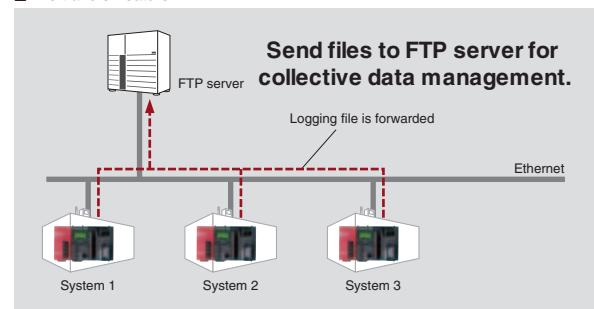 Send files to FTP server for
collective data management.
FTP server
Logging file is forwarded
Ethernet
System 1
System 2
System 3